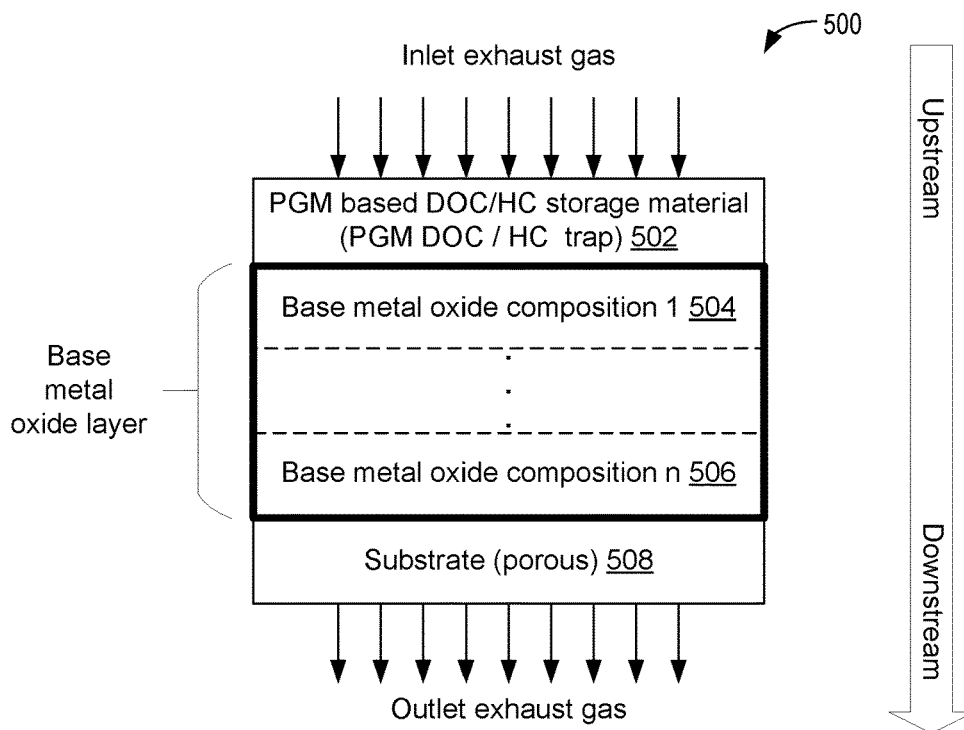 500
Inlet exhaust gas
Upstream
PGM based DOC/HC storage material
(PGM DOC / HC trap) 502
Base metal oxide composition 1 504
Base
metal
oxide layer
Base metal oxide composition n 506
Substrate (porous) 508
Downstream
Outlet exhaust gas